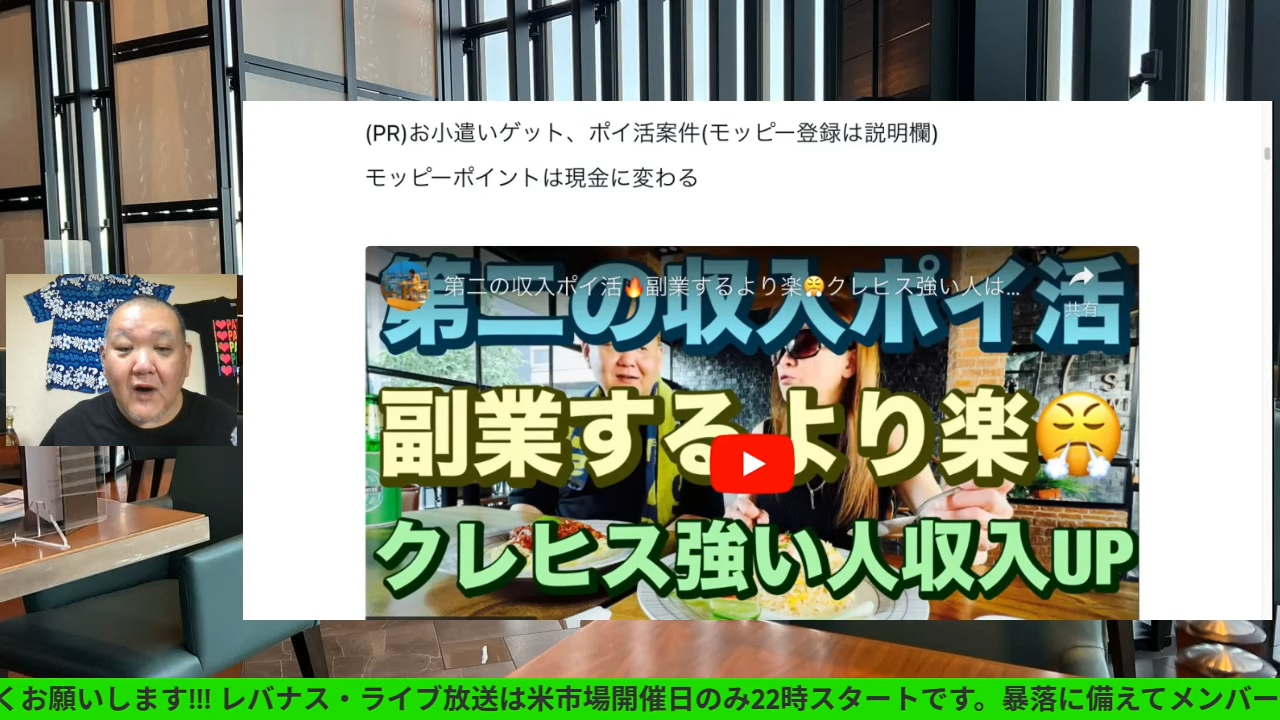 (PR)お小遣いゲット、ポイ活案件(モッピー登録は説明欄)
モッピーポイントは現金に変わる
第二の収入ポイ活🔥副業するより楽😤クレヒス強い人は...
共有
第二の収入ポイ活
副業するより楽😤
クレヒス強い人収入UP
くお願いします!!! レバナス・ライブ放送は米市場開催日のみ22時スタートです。暴落に備えてメンバー